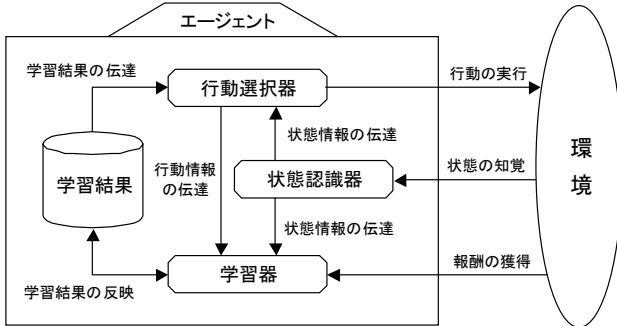 エージェント
学習結果の伝達
行動選択器
行動の実行
状態情報の伝達
学習結果
行動情報
の伝達
状態認識器
状態の知覚
環
境
状態情報の伝達
学習器
報酬の獲得
学習結果の反映